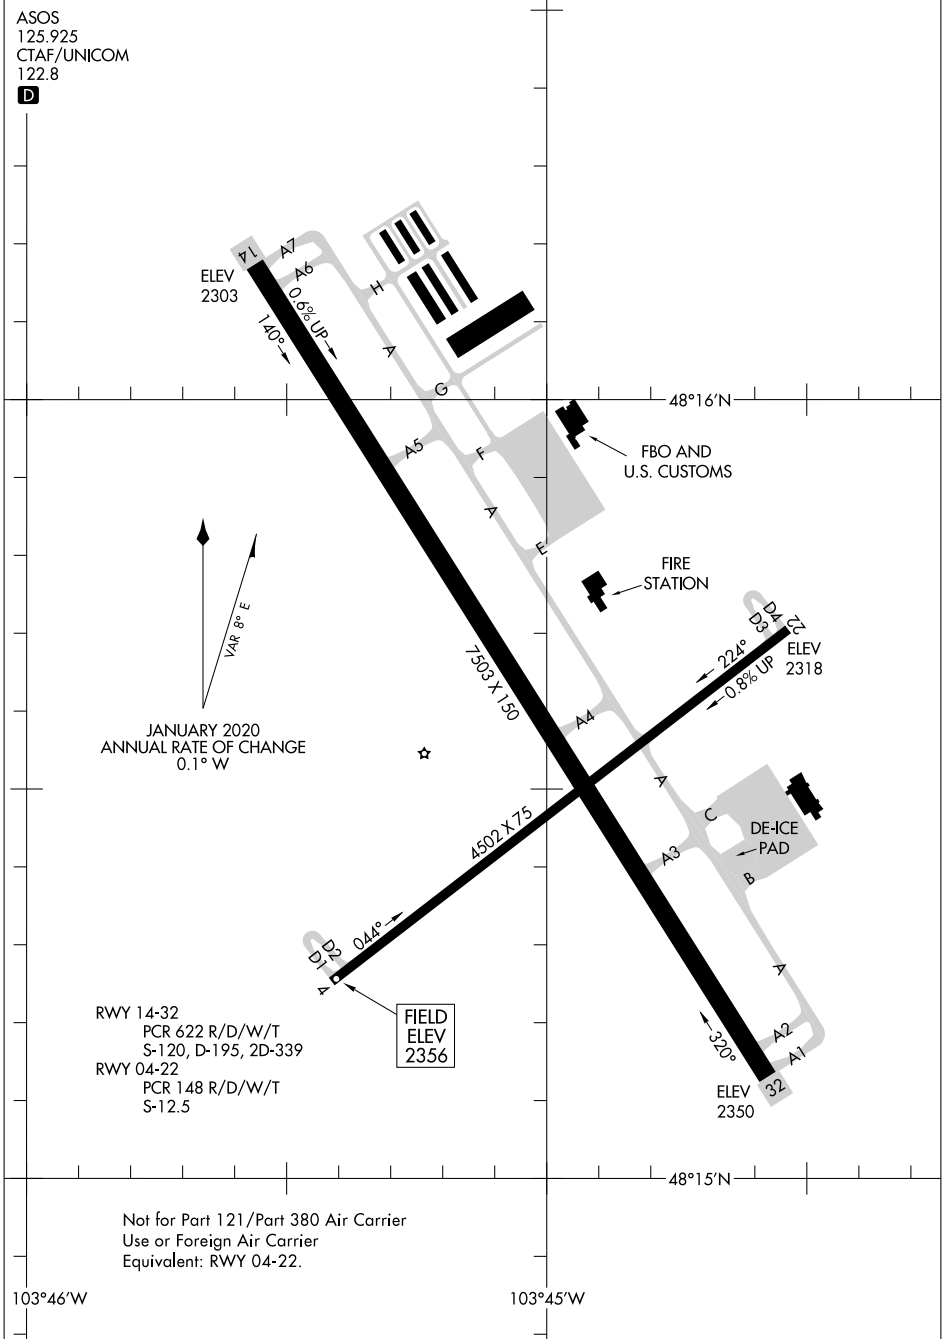 ASOS
125.925
CTAF/UNICOM
122.8
D
14
A7
A6
ELEV
2303
0.6% UP
140°
H
A
G
48°16'N
A5
F
FBO AND
U.S. CUSTOMS
A
E
FIRE
STATION
VAR 8° E
D4
D3
22
ELEV
2318
224°
0.8% UP
7503 X 150
A4
JANUARY 2020
ANNUAL RATE OF CHANGE
0.1° W
A
C
DE-ICE
PAD
4502 X 75
A3
B
044°
D2
D1
4
A
FIELD
ELEV
2356
RWY 14-32
PCR 622 R/D/W/T
S-120, D-195, 2D-339
RWY 04-22
PCR 148 R/D/W/T
S-12.5
320°
A2
A1
32
ELEV
2350
48°15'N
Not for Part 121/Part 380 Air Carrier
Use or Foreign Air Carrier
Equivalent: RWY 04-22.
103°46'W
103°45'W